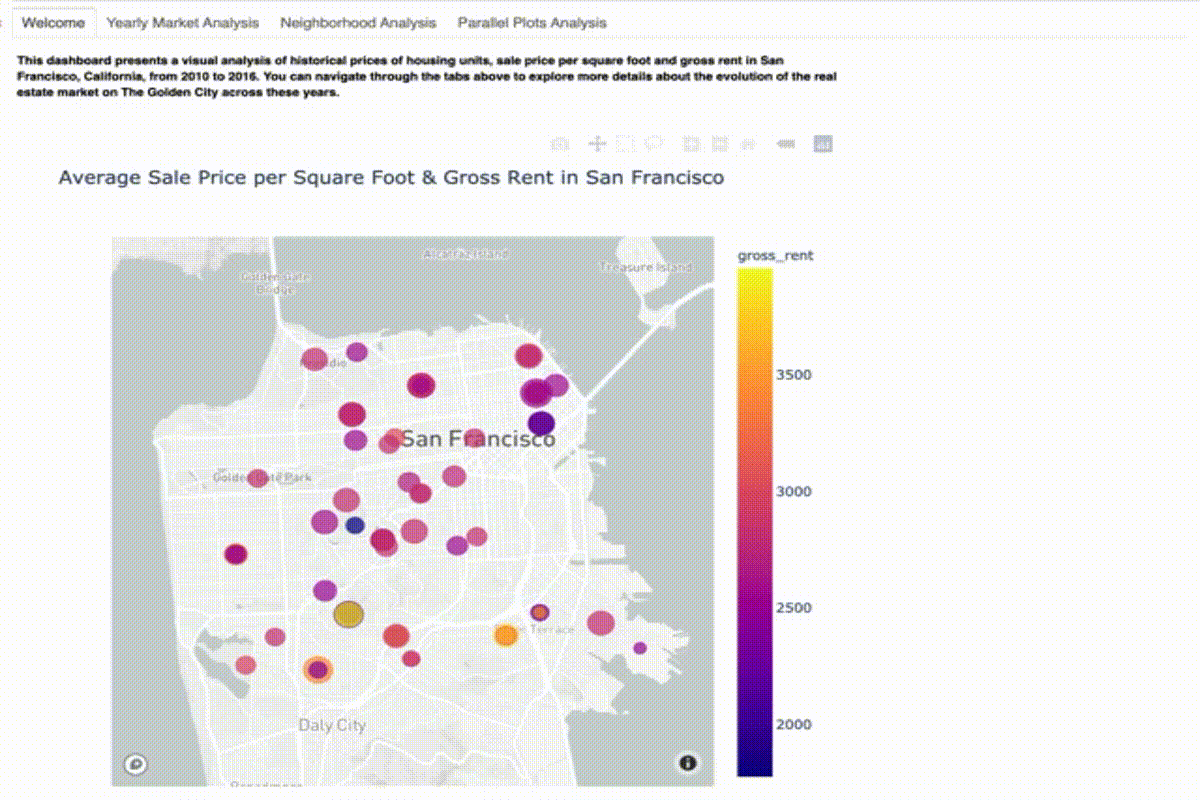 Welcome Yearly Market Analysis Neighborhood Analysis Parallel Plots Analysis
This dashboard presents a visual analysis of historical prices of housing units, sale price per square foot and gross rent in San
Francisco, California, from 2010 to 2016. You can navigate through the tabs above to explore more details about the evolution of the real
estate market on The Golden City across these years.
Average Sale Price per Square Foot & Gross Rent in San Francisco
gross_rent
Alcatraz Island
Treasure Island
Golden Gate
Bridge
3500
San Francisco
Golden Gate Park
3000
2500
Terrace
Daly City
2000